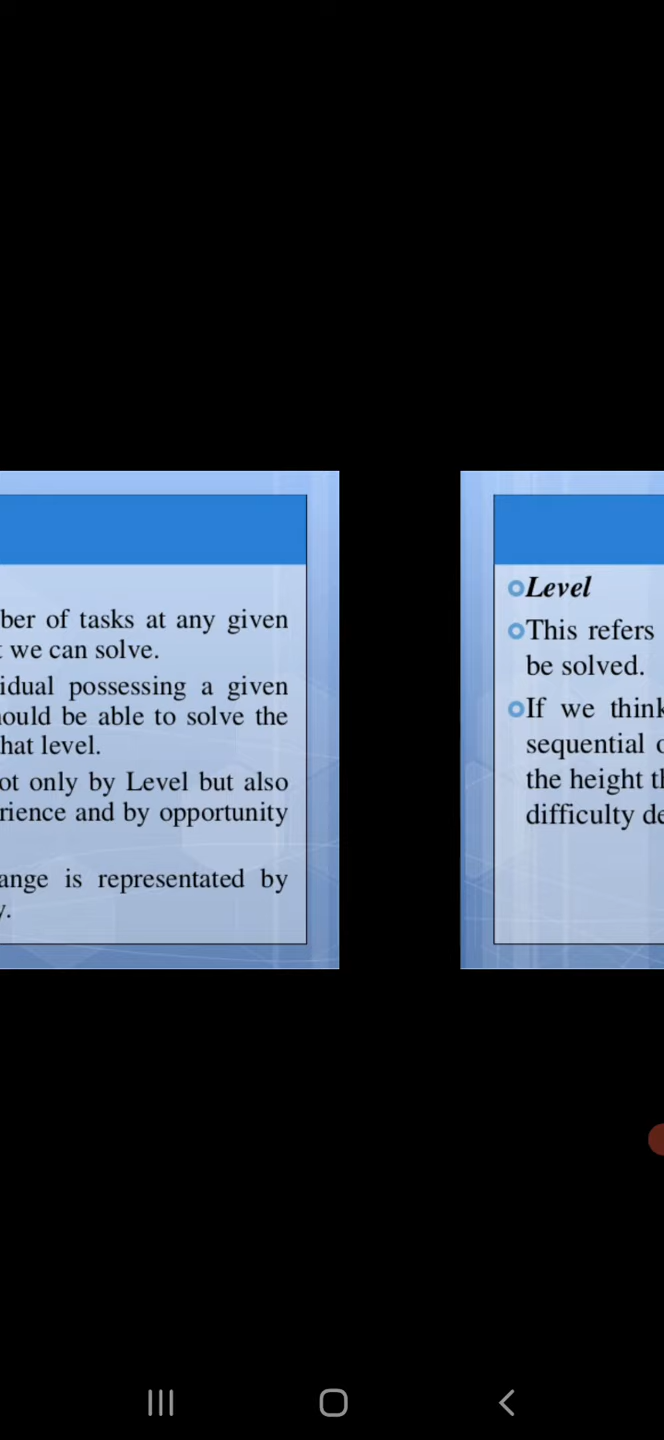 ber of tasks at any given
t we can solve.
idual possessing a given
ould be able to solve the
hat level.
ot only by Level but also
rience and by opportunity
ange is representated by
y.
Level
This refers
be solved.
If we think
sequential o
the height th
difficulty de